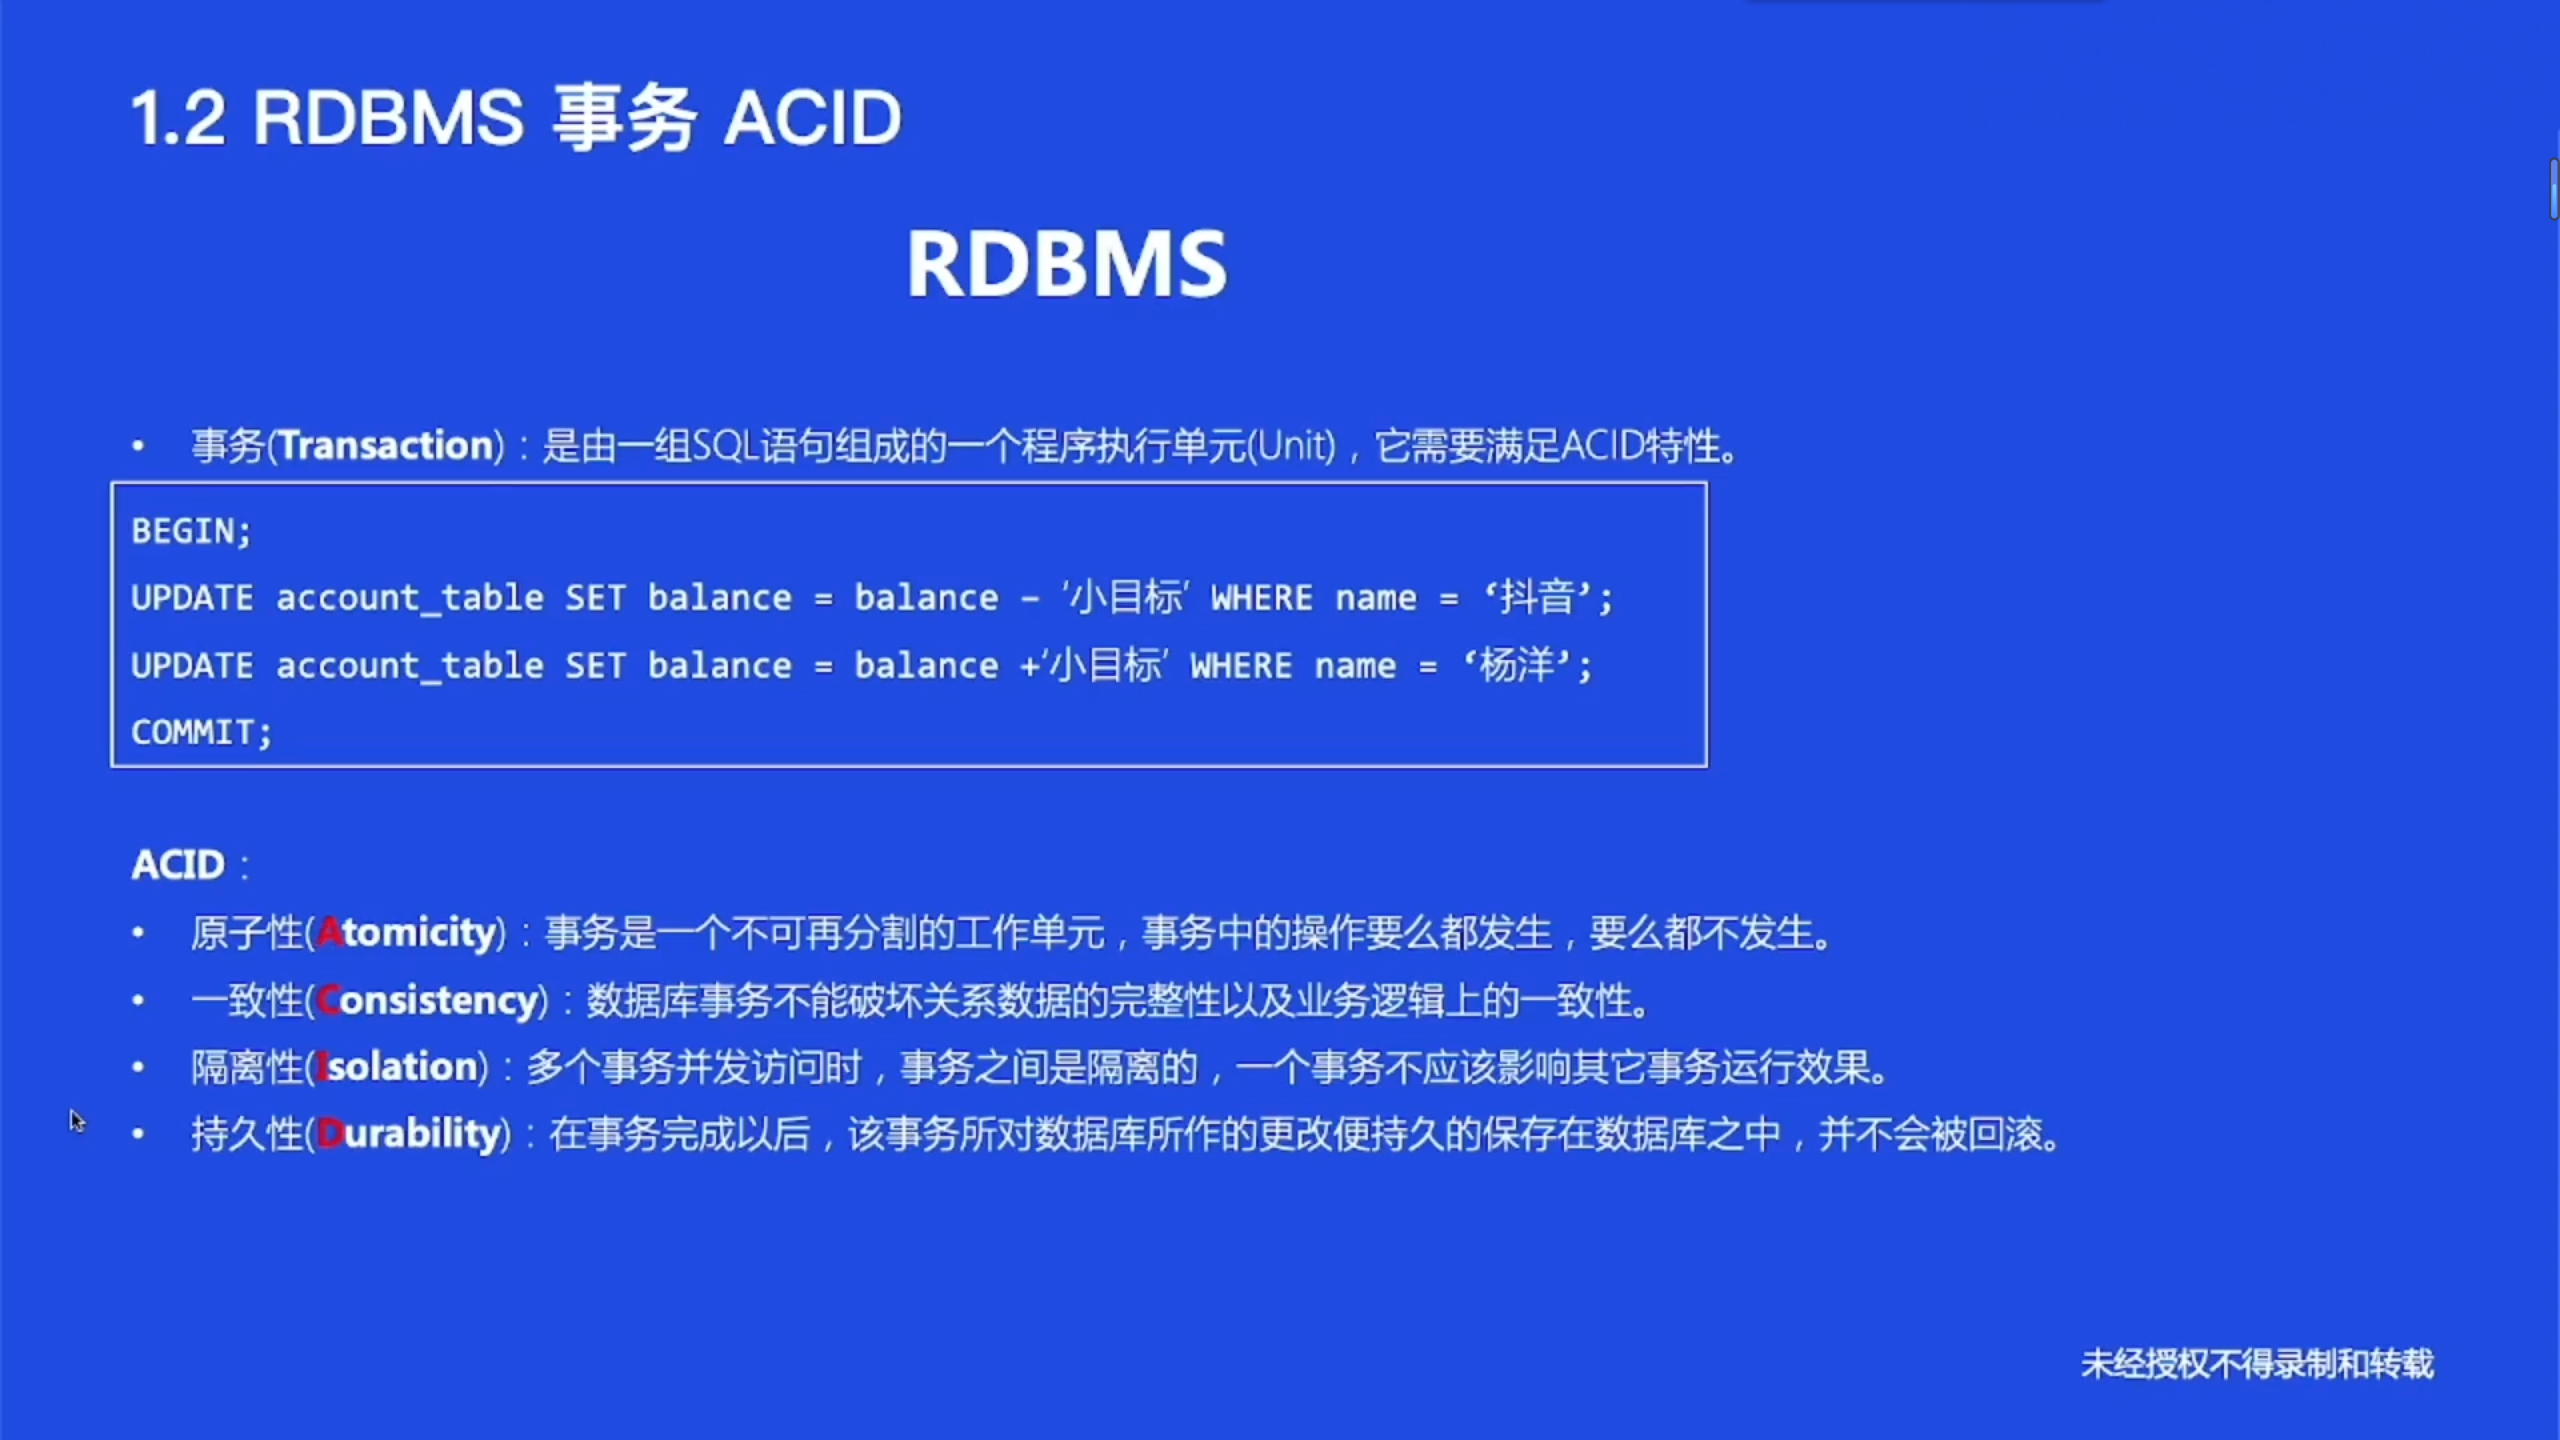 1.2 RDBMS 事务 ACID
RDBMS
• 事务(Transaction)：是由一组SQL语句组成的一个程序执行单元(Unit)，它需要满足ACID特性。
BEGIN;
UPDATE account_table SET balance = balance – ‘小目标’ WHERE name = ‘抖音’;
UPDATE account_table SET balance = balance +‘小目标’ WHERE name = ‘杨洋’;
COMMIT;
ACID：
• 原子性(Atomicity)：事务是一个不可再分割的工作单元，事务中的操作要么都发生，要么都不发生。
• 一致性(Consistency)：数据库事务不能破坏关系数据的完整性以及业务逻辑上的一致性。
• 隔离性(Isolation)：多个事务并发访问时，事务之间是隔离的，一个事务不应该影响其它事务运行效果。
• 持久性(Durability)：在事务完成以后，该事务所对数据库所作的更改便持久的保存在数据库之中，并不会被回滚。
未经授权不得录制和转载